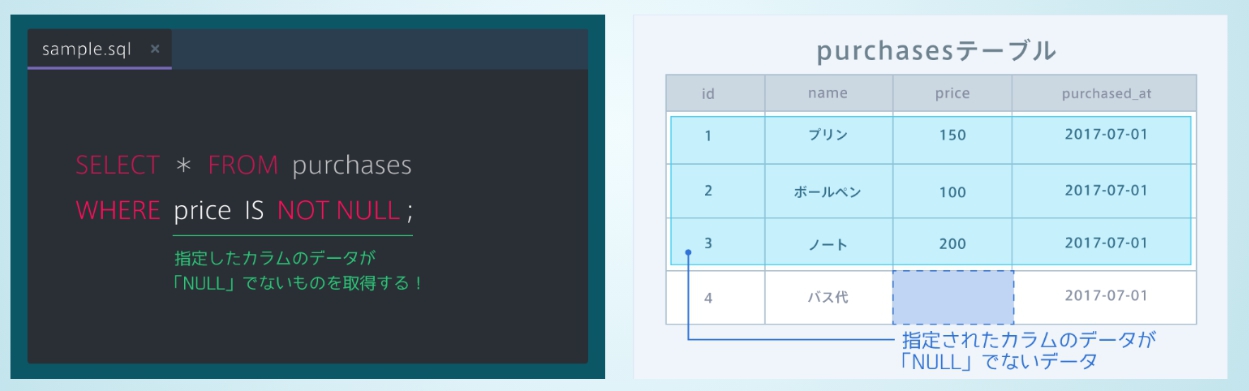 sample.sql ×
SELECT * FROM purchases
WHERE price IS NOT NULL ;
指定したカラムのデータが
「NULL」でないものを取得する！
purchasesテーブル
id name price purchased_at
1 プリン 150 2017-07-01
2 ボールペン 100 2017-07-01
3 ノート 200 2017-07-01
4 バス代 2017-07-01
指定されたカラムのデータが
「NULL」でないデータ